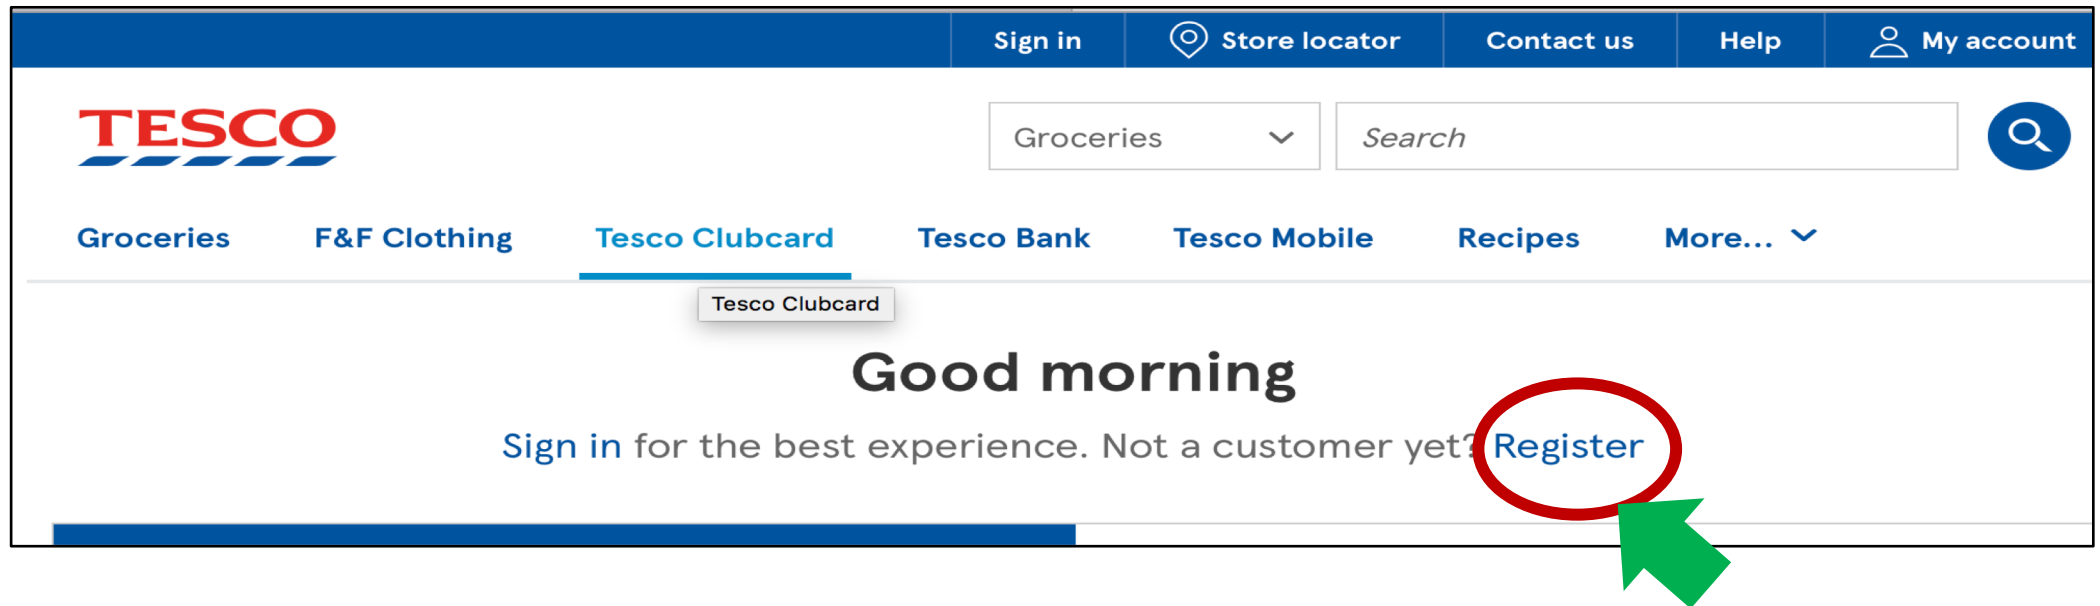 Sign in Store locator Contact us Help My account
TESCO
Groceries Search
Groceries F&F Clothing Tesco Clubcard Tesco Bank Tesco Mobile Recipes More...
Tesco Clubcard
Good morning
Sign in for the best experience. Not a customer yet? Register